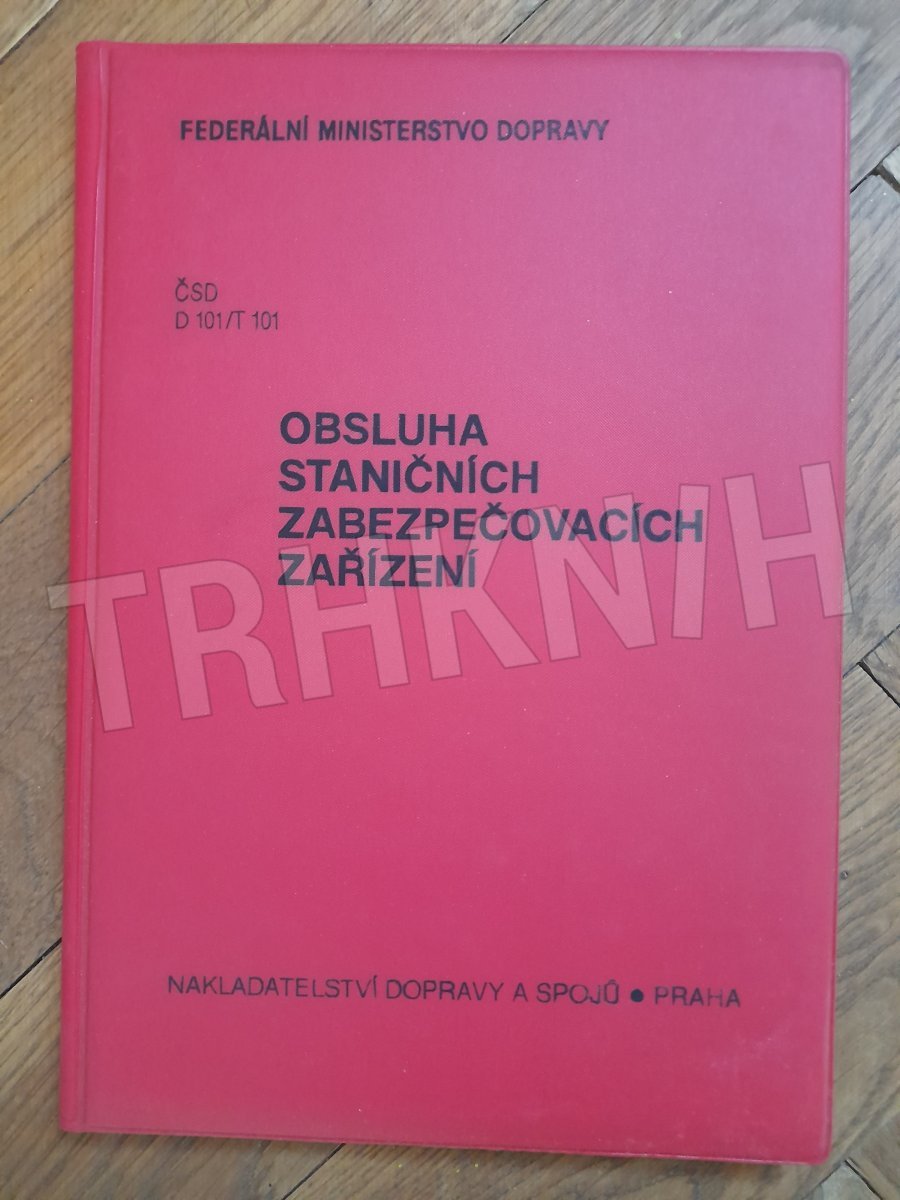 FEDERÁLNÍ MINISTERSTVO DOPRAVY
ČSD
D 101/T 101
OBSLUHA
STANIČNÍCH
ZABEZPEČOVACÍCH
ZAŘÍZENÍ
TRHKNIH
NAKLADATELSTVÍ DOPRAVY A SPOJŮ ● PRAHA